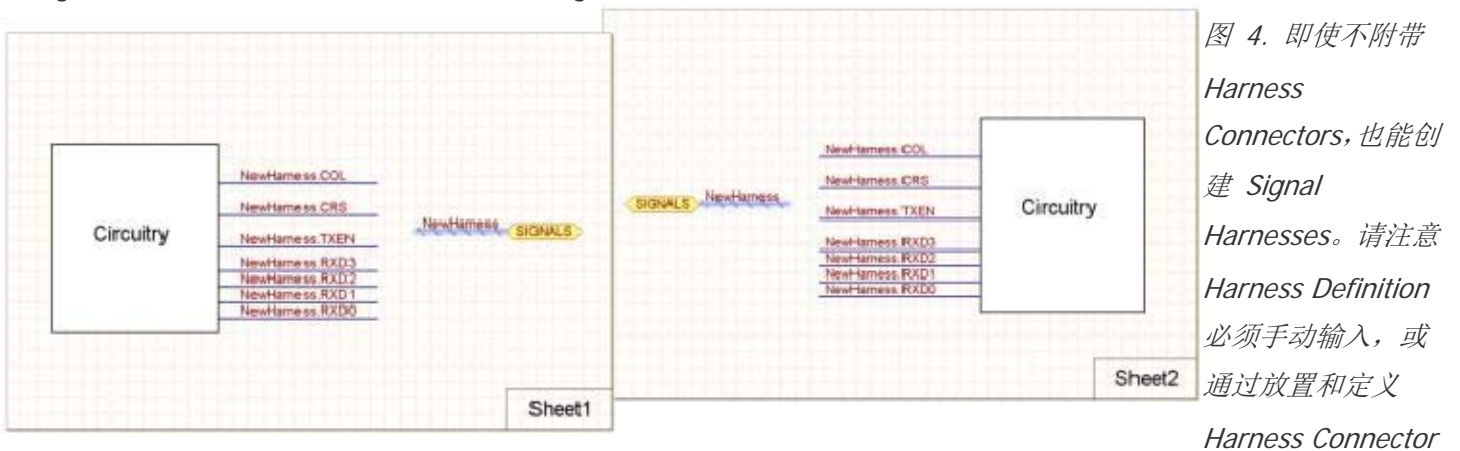 Circuitry
NewHarness.COL
NewHarness.CRS
NewHarness.TXEN
NewHarness.RXD3
NewHarness.RXD2
NewHarness.RXD1
NewHarness.RXD0
NewHarness
SIGNALS
Sheet1
SIGNALS
NewHarness
NewHarness.COL
NewHarness.CRS
NewHarness.TXEN
NewHarness.RXD3
NewHarness.RXD2
NewHarness.RXD1
NewHarness.RXD0
Circuitry
Sheet2
图 4. 即使不附带
Harness
Connectors，也能创
建 Signal
Harnesses。请注意
Harness Definition
必须手动输入，或
通过放置和定义
Harness Connector